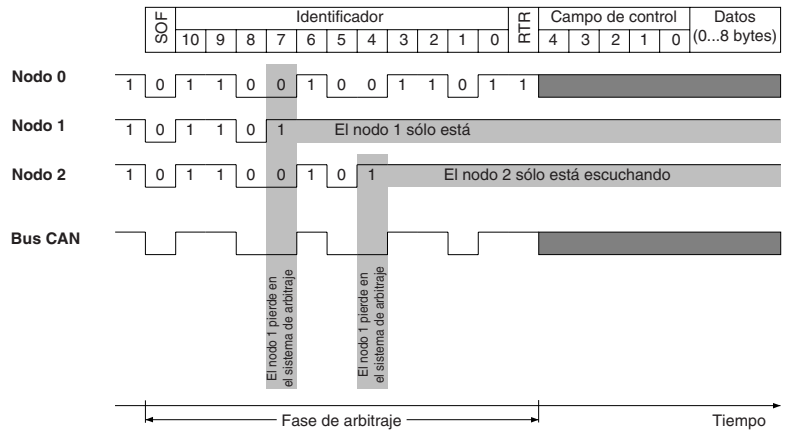 SOF
Identificador
RTR
Campo de control
Datos
(0...8 bytes)
10 9 8 7 6 5 4 3 2 1 0
4 3 2 1 0
Nodo 0
1 0 1 1 0 0 1 0 0 1 1 0 1 1
Nodo 1
1 0 1 1 0 1
El nodo 1 sólo está
Nodo 2
1 0 1 1 0 0 1 0 1
El nodo 2 sólo está escuchando
Bus CAN
El nodo 1 pierde en
el sistema de arbitraje
El nodo 1 pierde en
el sistema de arbitraje
Fase de arbitraje
Tiempo